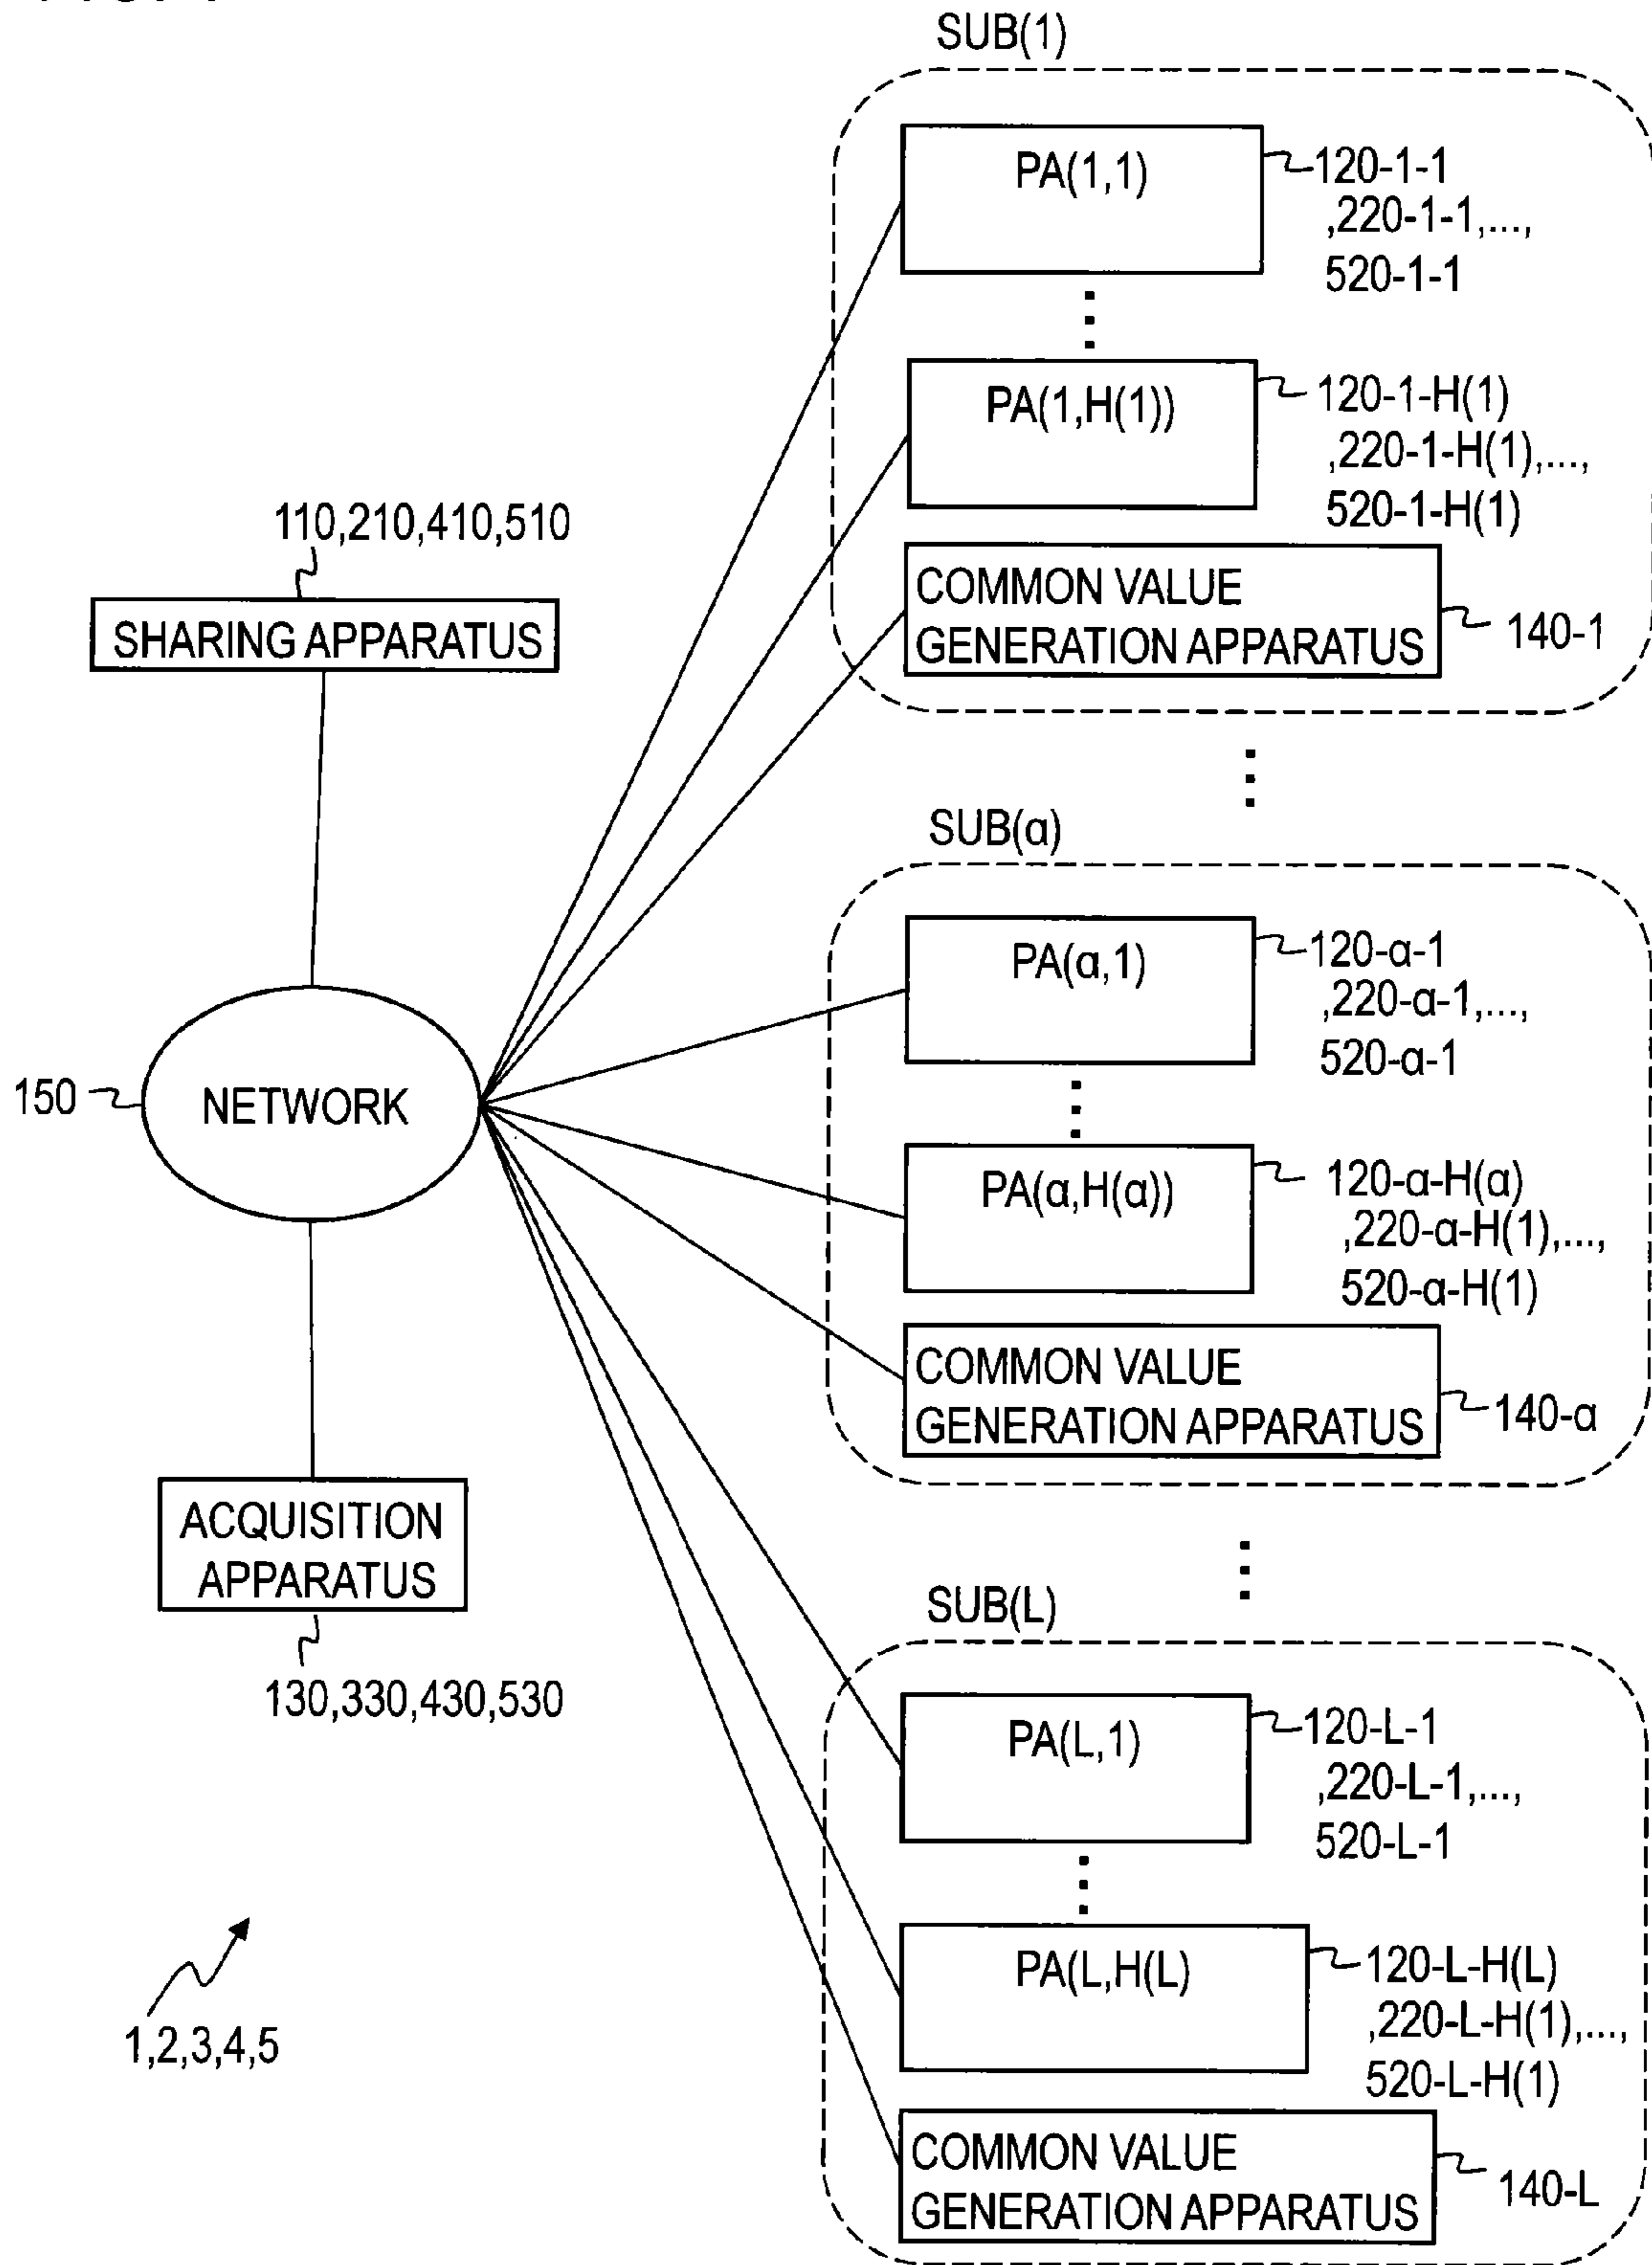 SUB(1)
PA(1,1)
120-1-1
,220-1-1,...,
520-1-1
PA(1,H(1))
120-1-H(1)
,220-1-H(1),...,
520-1-H(1)
COMMON VALUE
GENERATION APPARATUS
140-1
110,210,410,510
SHARING APPARATUS
SUB(α)
PA(α,1)
120-α-1
,220-α-1,...,
520-α-1
150
NETWORK
PA(α,H(α))
120-α-H(α)
,220-α-H(1),...,
520-α-H(1)
COMMON VALUE
GENERATION APPARATUS
140-α
ACQUISITION
APPARATUS
130,330,430,530
SUB(L)
PA(L,1)
120-L-1
,220-L-1,...,
520-L-1
PA(L,H(L)
120-L-H(L)
,220-L-H(1),...,
520-L-H(1)
1,2,3,4,5
COMMON VALUE
GENERATION APPARATUS
140-L